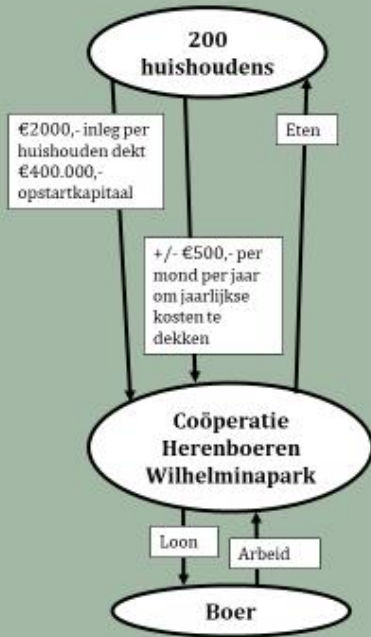 200
huishoudens
€2000,- inleg per
huishouden dekt
€400.000,-
opstartkapitaal
Eten
+/- €500,- per
mond per jaar
om jaarlijkse
kosten te
dekken
Coöperatie
Herenboeren
Wilhelminapark
Loon
Arbeid
Boer